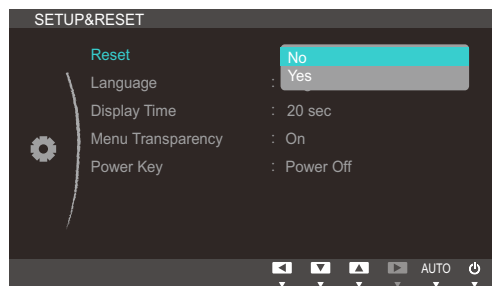 SETUP&RESET
Reset No
Language : Yes
Display Time : 20 sec
Menu Transparency : On
Power Key : Power Off
AUTO